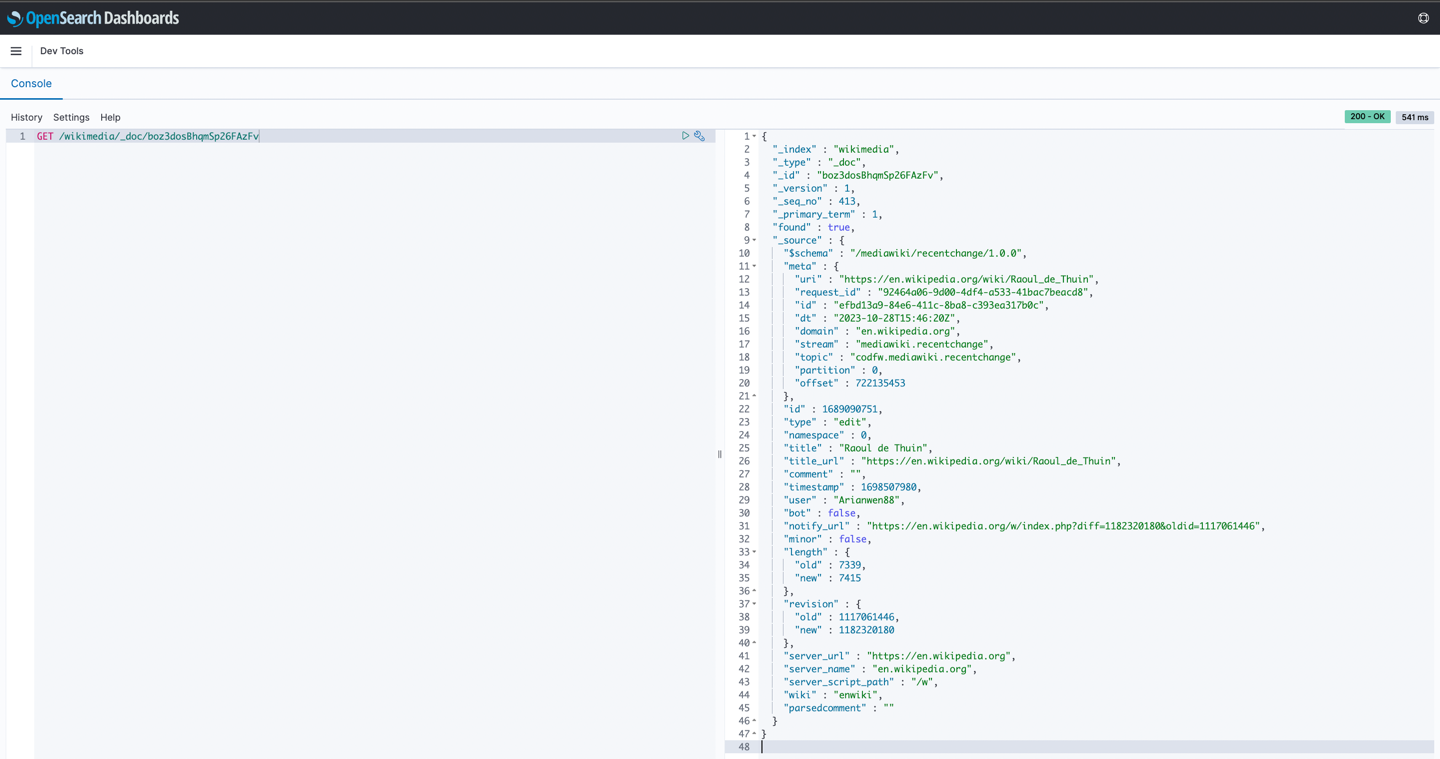 OpenSearch Dashboards
Dev Tools
Console
History Settings Help
200 - OK 541 ms
1 GET /wikimedia/_doc/boz3dosBhqmSp26FAzFv
1 {
2 "_index" : "wikimedia",
3 "_type" : "_doc",
4 "_id" : "boz3dosBhqmSp26FAzFv",
5 "_version" : 1,
6 "_seq_no" : 413,
7 "_primary_term" : 1,
8 "found" : true,
9 "_source" : {
10 "$schema" : "/mediawiki/recentchange/1.0.0",
11 "meta" : {
12 "uri" : "https://en.wikipedia.org/wiki/Raoul_de_Thuin",
13 "request_id" : "92464a06-9d00-4df4-a533-41bac7beacd8",
14 "id" : "efbd13a9-84e6-411c-8ba8-c393ea317b0c",
15 "dt" : "2023-10-28T15:46:20Z",
16 "domain" : "en.wikipedia.org",
17 "stream" : "mediawiki.recentchange",
18 "topic" : "codfw.mediawiki.recentchange",
19 "partition" : 0,
20 "offset" : 722135453
21 },
22 "id" : 1689090751,
23 "type" : "edit",
24 "namespace" : 0,
25 "title" : "Raoul de Thuin",
26 "title_url" : "https://en.wikipedia.org/wiki/Raoul_de_Thuin",
27 "comment" : "",
28 "timestamp" : 1698507980,
29 "user" : "Arianwen88",
30 "bot" : false,
31 "notify_url" : "https://en.wikipedia.org/w/index.php?diff=1182320180&oldid=1117061446",
32 "minor" : false,
33 "length" : {
34 "old" : 7339,
35 "new" : 7415
36 },
37 "revision" : {
38 "old" : 1117061446,
39 "new" : 1182320180
40 },
41 "server_url" : "https://en.wikipedia.org",
42 "server_name" : "en.wikipedia.org",
43 "server_script_path" : "/w",
44 "wiki" : "enwiki",
45 "parsedcomment" : ""
46 }
47 }
48